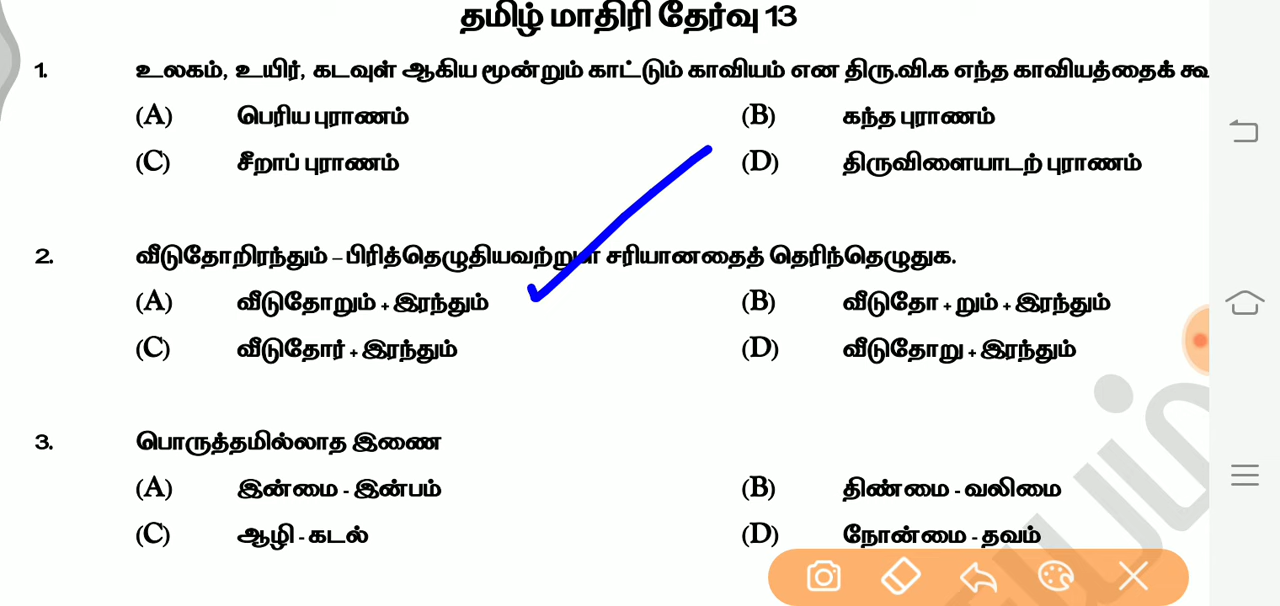 தமிழ் மாதிரி தேர்வு 13
1. உலகம், உயிர், கடவுள் ஆகிய மூன்றும் காட்டும் காவியம் என திரு.வி.க எந்த காவியத்தைக் கூ
(A) பெரிய புராணம் (B) கந்த புராணம்
(C) சீறாப் புராணம் (D) திருவிளையாடற் புராணம்
2. வீடுதோறிரந்தும் – பிரித்தெழுதியவற்றுள் சரியானதைத் தெரிந்தெழுதுக.
(A) வீடுதோறும் + இரந்தும் (B) வீடுதோ + றும் + இரந்தும்
(C) வீடுதோர் + இரந்தும் (D) வீடுதோறு + இரந்தும்
3. பொருத்தமில்லாத இணை
(A) இன்மை - இன்பம் (B) திண்மை - வலிமை
(C) ஆழி - கடல் (D) நோன்மை - தவம்